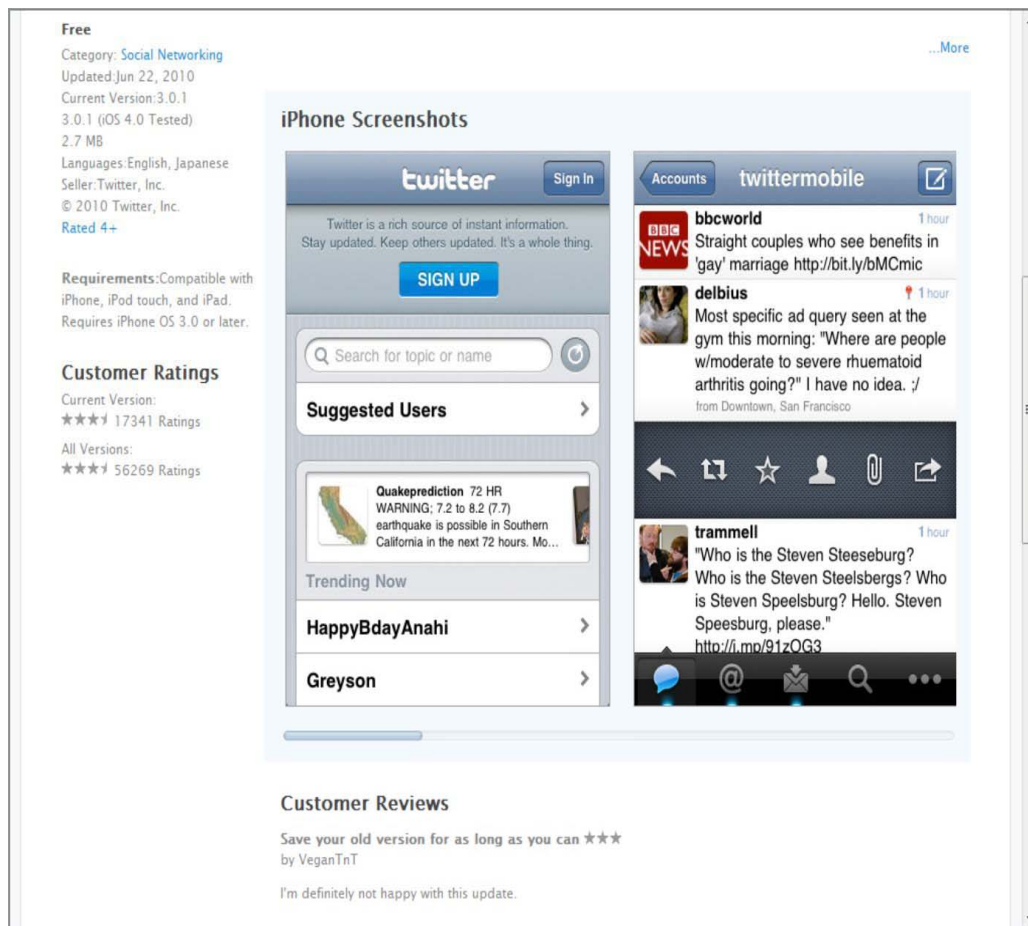 Free
Category: Social Networking
Updated:Jun 22, 2010
Current Version:3.0.1
3.0.1 (iOS 4.0 Tested)
2.7 MB
Languages:English, Japanese
Seller:Twitter, Inc.
© 2010 Twitter, Inc.
Rated 4+
Requirements:Compatible with
iPhone, iPod touch, and iPad.
Requires iPhone OS 3.0 or later.
Customer Ratings
Current Version:
17341 Ratings
All Versions:
56269 Ratings
...More
iPhone Screenshots
twitter
Sign In
Twitter is a rich source of instant information.
Stay updated. Keep others updated. It's a whole thing.
SIGN UP
Search for topic or name
Suggested Users
Quakeprediction 72 HR
WARNING; 7.2 to 8.2 (7.7)
earthquake is possible in Southern
California in the next 72 hours. Mo...
Trending Now
HappyBdayAnahi
Greyson
Accounts
twittermobile
BBC
NEWS
bbcworld 1 hour
Straight couples who see benefits in
'gay' marriage http://bit.ly/bMCmic
delbius 1 hour
Most specific ad query seen at the
gym this morning: "Where are people
w/moderate to severe rhuematoid
arthritis going?" I have no idea. ;/
from Downtown, San Francisco
trammell 1 hour
"Who is the Steven Steeseburg?
Who is the Steven Steelsbergs? Who
is Steven Speelsburg? Hello. Steven
Speesburg, please."
http://j.mp/91zOG3
@
Customer Reviews
Save your old version for as long as you can
by VeganTnT
I'm definitely not happy with this update.